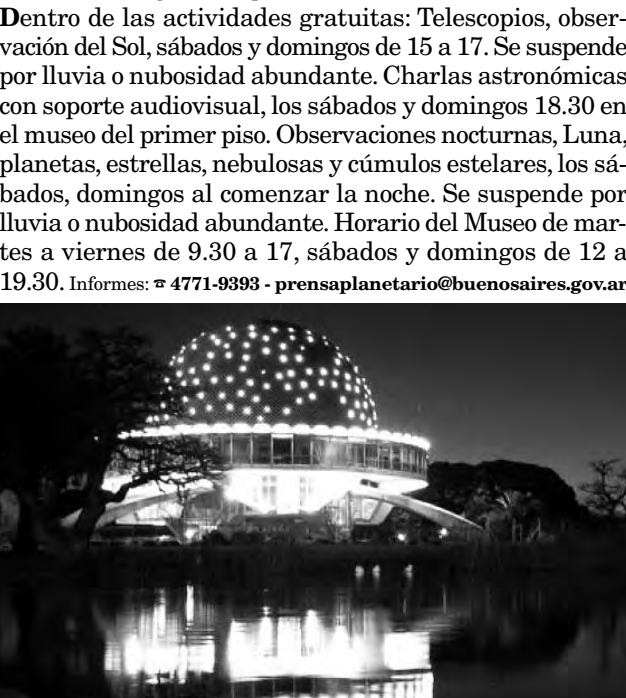 Dentro de las actividades gratuitas: Telescopios, obser-
vación del Sol, sábados y domingos de 15 a 17. Se suspende
por lluvia o nubosidad abundante. Charlas astronómicas
con soporte audiovisual, los sábados y domingos 18.30 en
el museo del primer piso. Observaciones nocturnas, Luna,
planetas, estrellas, nebulosas y cúmulos estelares, los sá-
bados, domingos al comenzar la noche. Se suspende por
lluvia o nubosidad abundante. Horario del Museo de mar-
tes a viernes de 9.30 a 17, sábados y domingos de 12 a
19.30. Informes: ☎ 4771-9393 - prensaplanetario@buenosaires.gov.ar